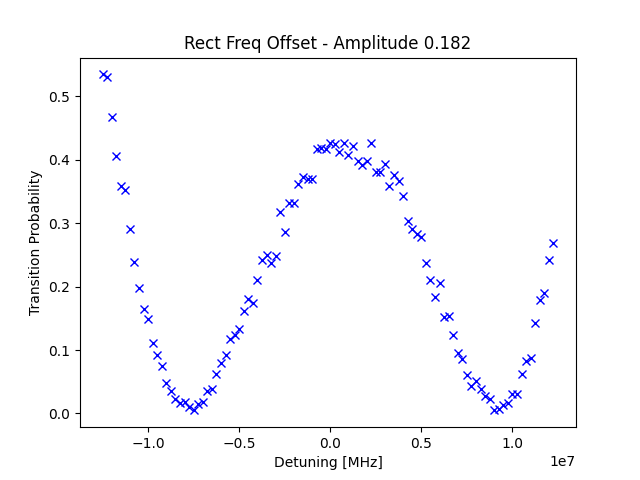 Rect Freq Offset - Amplitude 0.182
Transition Probability
0.5
0.4
0.3
0.2
0.1
0.0
−1.0 −0.5 0.0 0.5 1.0
1e7
Detuning [MHz]